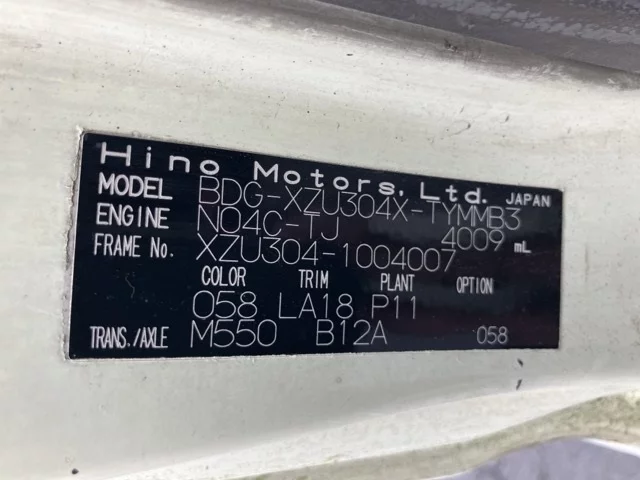 Hino Motors, Ltd. JAPAN
MODEL BDG-XZU304X-TYMMB3
ENGINE N04C-TJ 4009 mL
FRAME No. XZU304-1004007
COLOR TRIM PLANT OPTION
058 LA18 P11
TRANS./AXLE M550 B12A 058